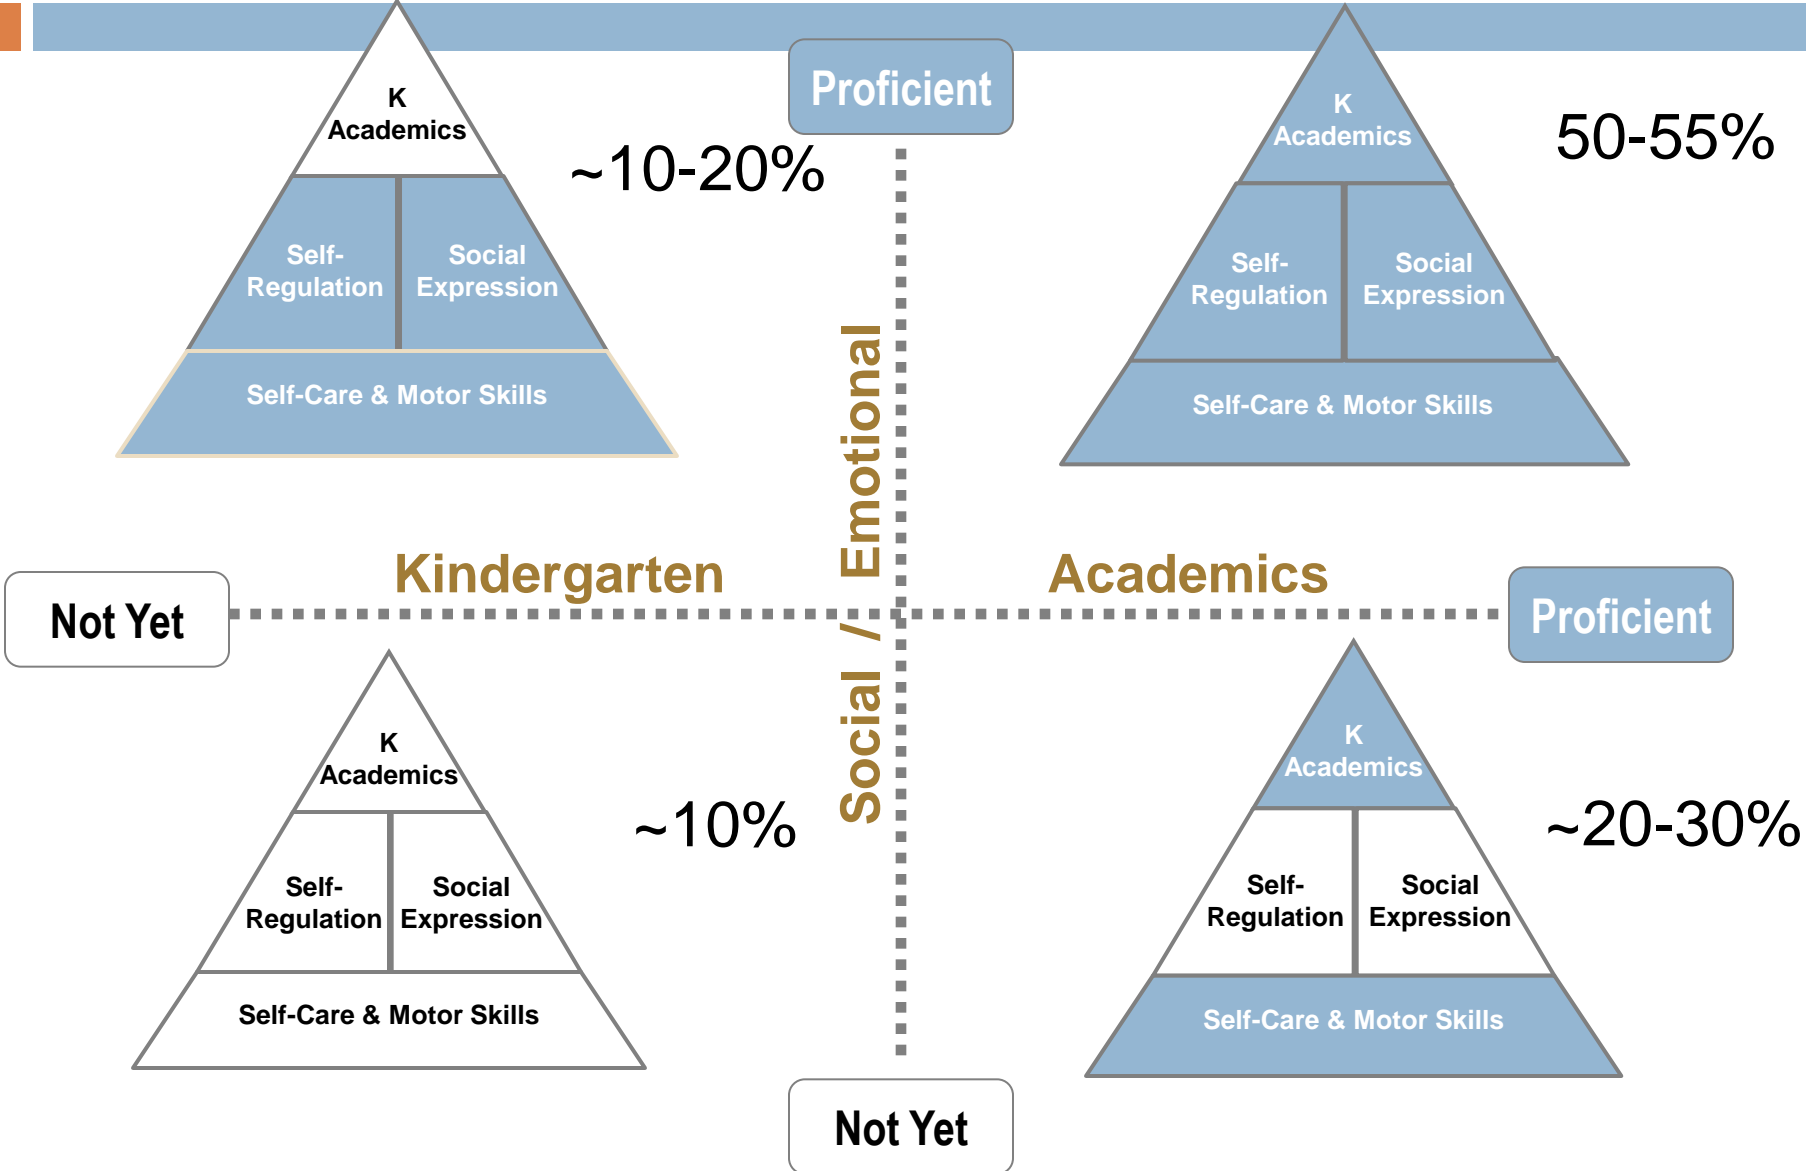 Proficient
K
Academics
~10-20%
Self-
Regulation
Social
Expression
Self-Care & Motor Skills
K
Academics
50-55%
Self-
Regulation
Social
Expression
Self-Care & Motor Skills
Social / Emotional
Kindergarten Academics
Not Yet
Proficient
K
Academics
~10%
Self-
Regulation
Social
Expression
Self-Care & Motor Skills
K
Academics
~20-30%
Self-
Regulation
Social
Expression
Self-Care & Motor Skills
Not Yet